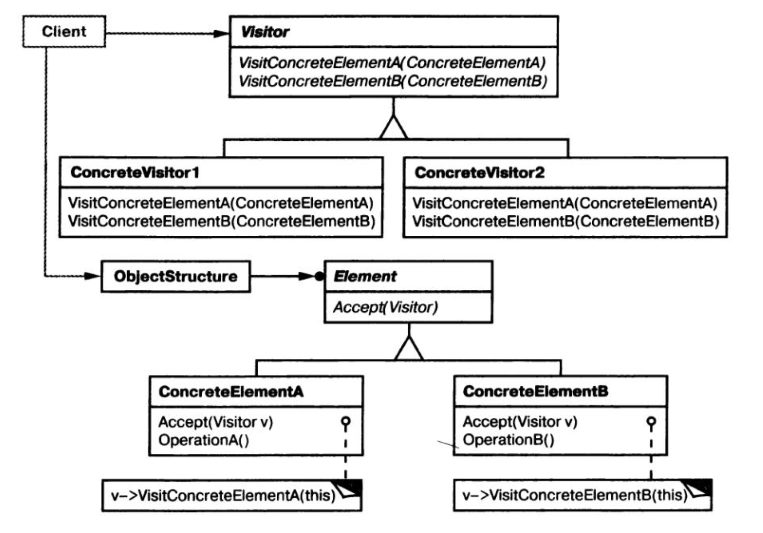 Client
Visitor
VisitConcreteElementA(ConcreteElementA)
VisitConcreteElementB(ConcreteElementB)
ConcreteVisitor1
VisitConcreteElementA(ConcreteElementA)
VisitConcreteElementB(ConcreteElementB)
ConcreteVisitor2
VisitConcreteElementA(ConcreteElementA)
VisitConcreteElementB(ConcreteElementB)
ObjectStructure
Element
Accept(Visitor)
ConcreteElementA
Accept(Visitor v)
OperationA()
ConcreteElementB
Accept(Visitor v)
OperationB()
v->VisitConcreteElementA(this)
v->VisitConcreteElementB(this)